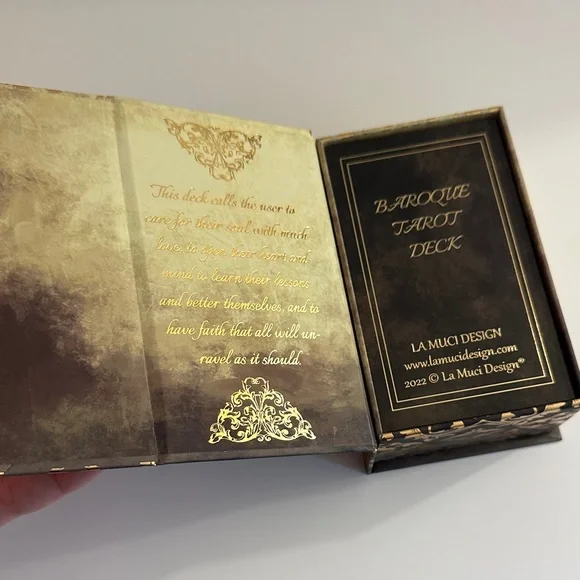 This deck calls the user to
care for their soul with much
love, to open their heart and
mind to learn their lessons
and better themselves, and to
have faith that all will un-
ravel as it should.
BAROQUE
TAROT
DECK
LA MUCI DESIGN
www.lamucidesign.com
2022 © La Muci Design®